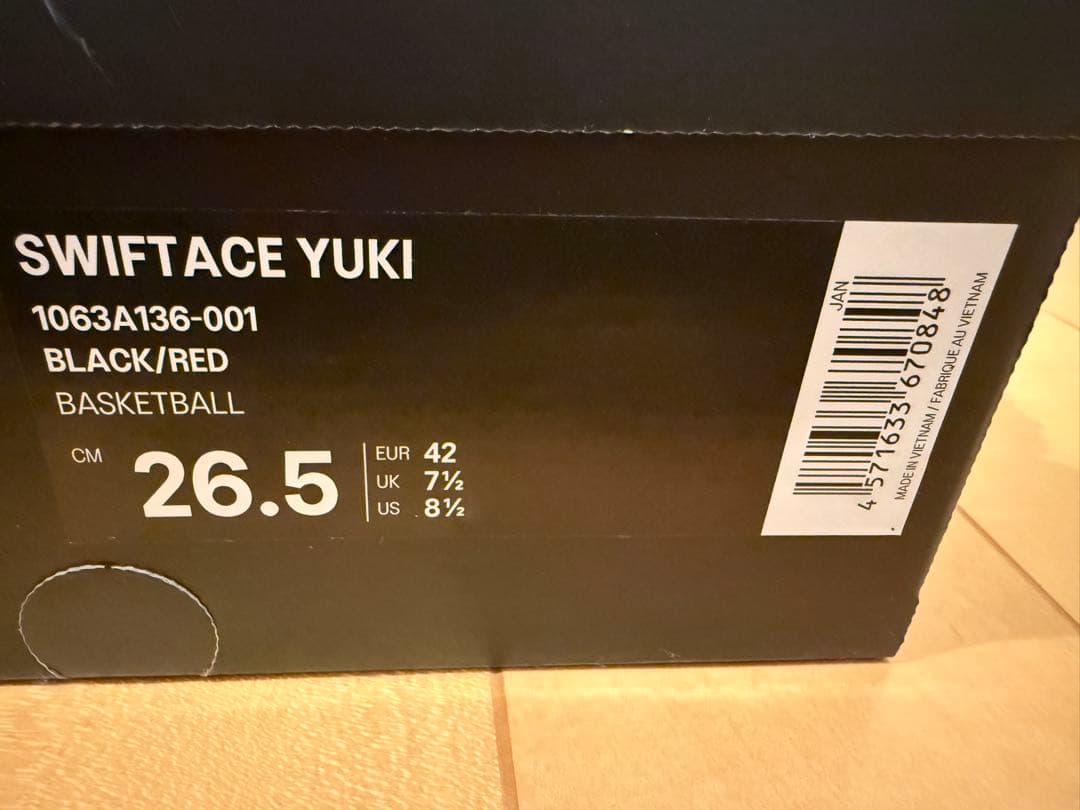 SWIFTACE YUKI
1063A136-001
BLACK/RED
BASKETBALL
CM 26.5
EUR 42
UK 7½
US 8½
JAN
4 571633 670848
MADE IN VIETNAM / FABRIQUE AU VIETNAM